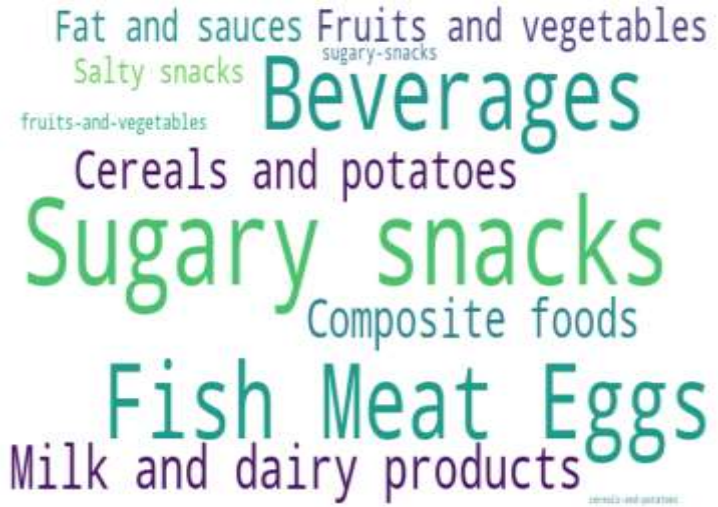 Fat and sauces
Fruits and vegetables
sugary-snacks
Salty snacks
Beverages
fruits-and-vegetables
Cereals and potatoes
Sugary snacks
Composite foods
Fish Meat Eggs
Milk and dairy products
cereals-and-potatoes